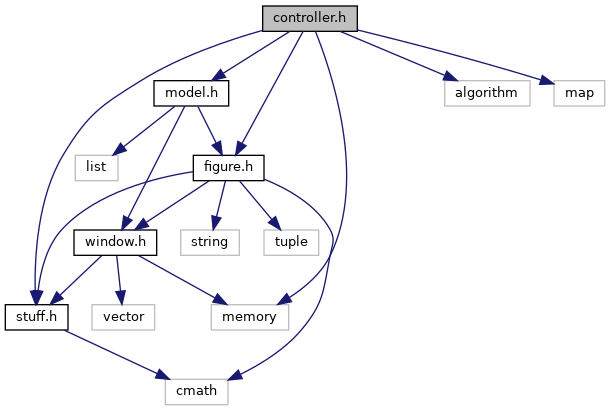 controller.h
model.h
algorithm
map
list
figure.h
window.h
string
tuple
stuff.h
vector
memory
cmath